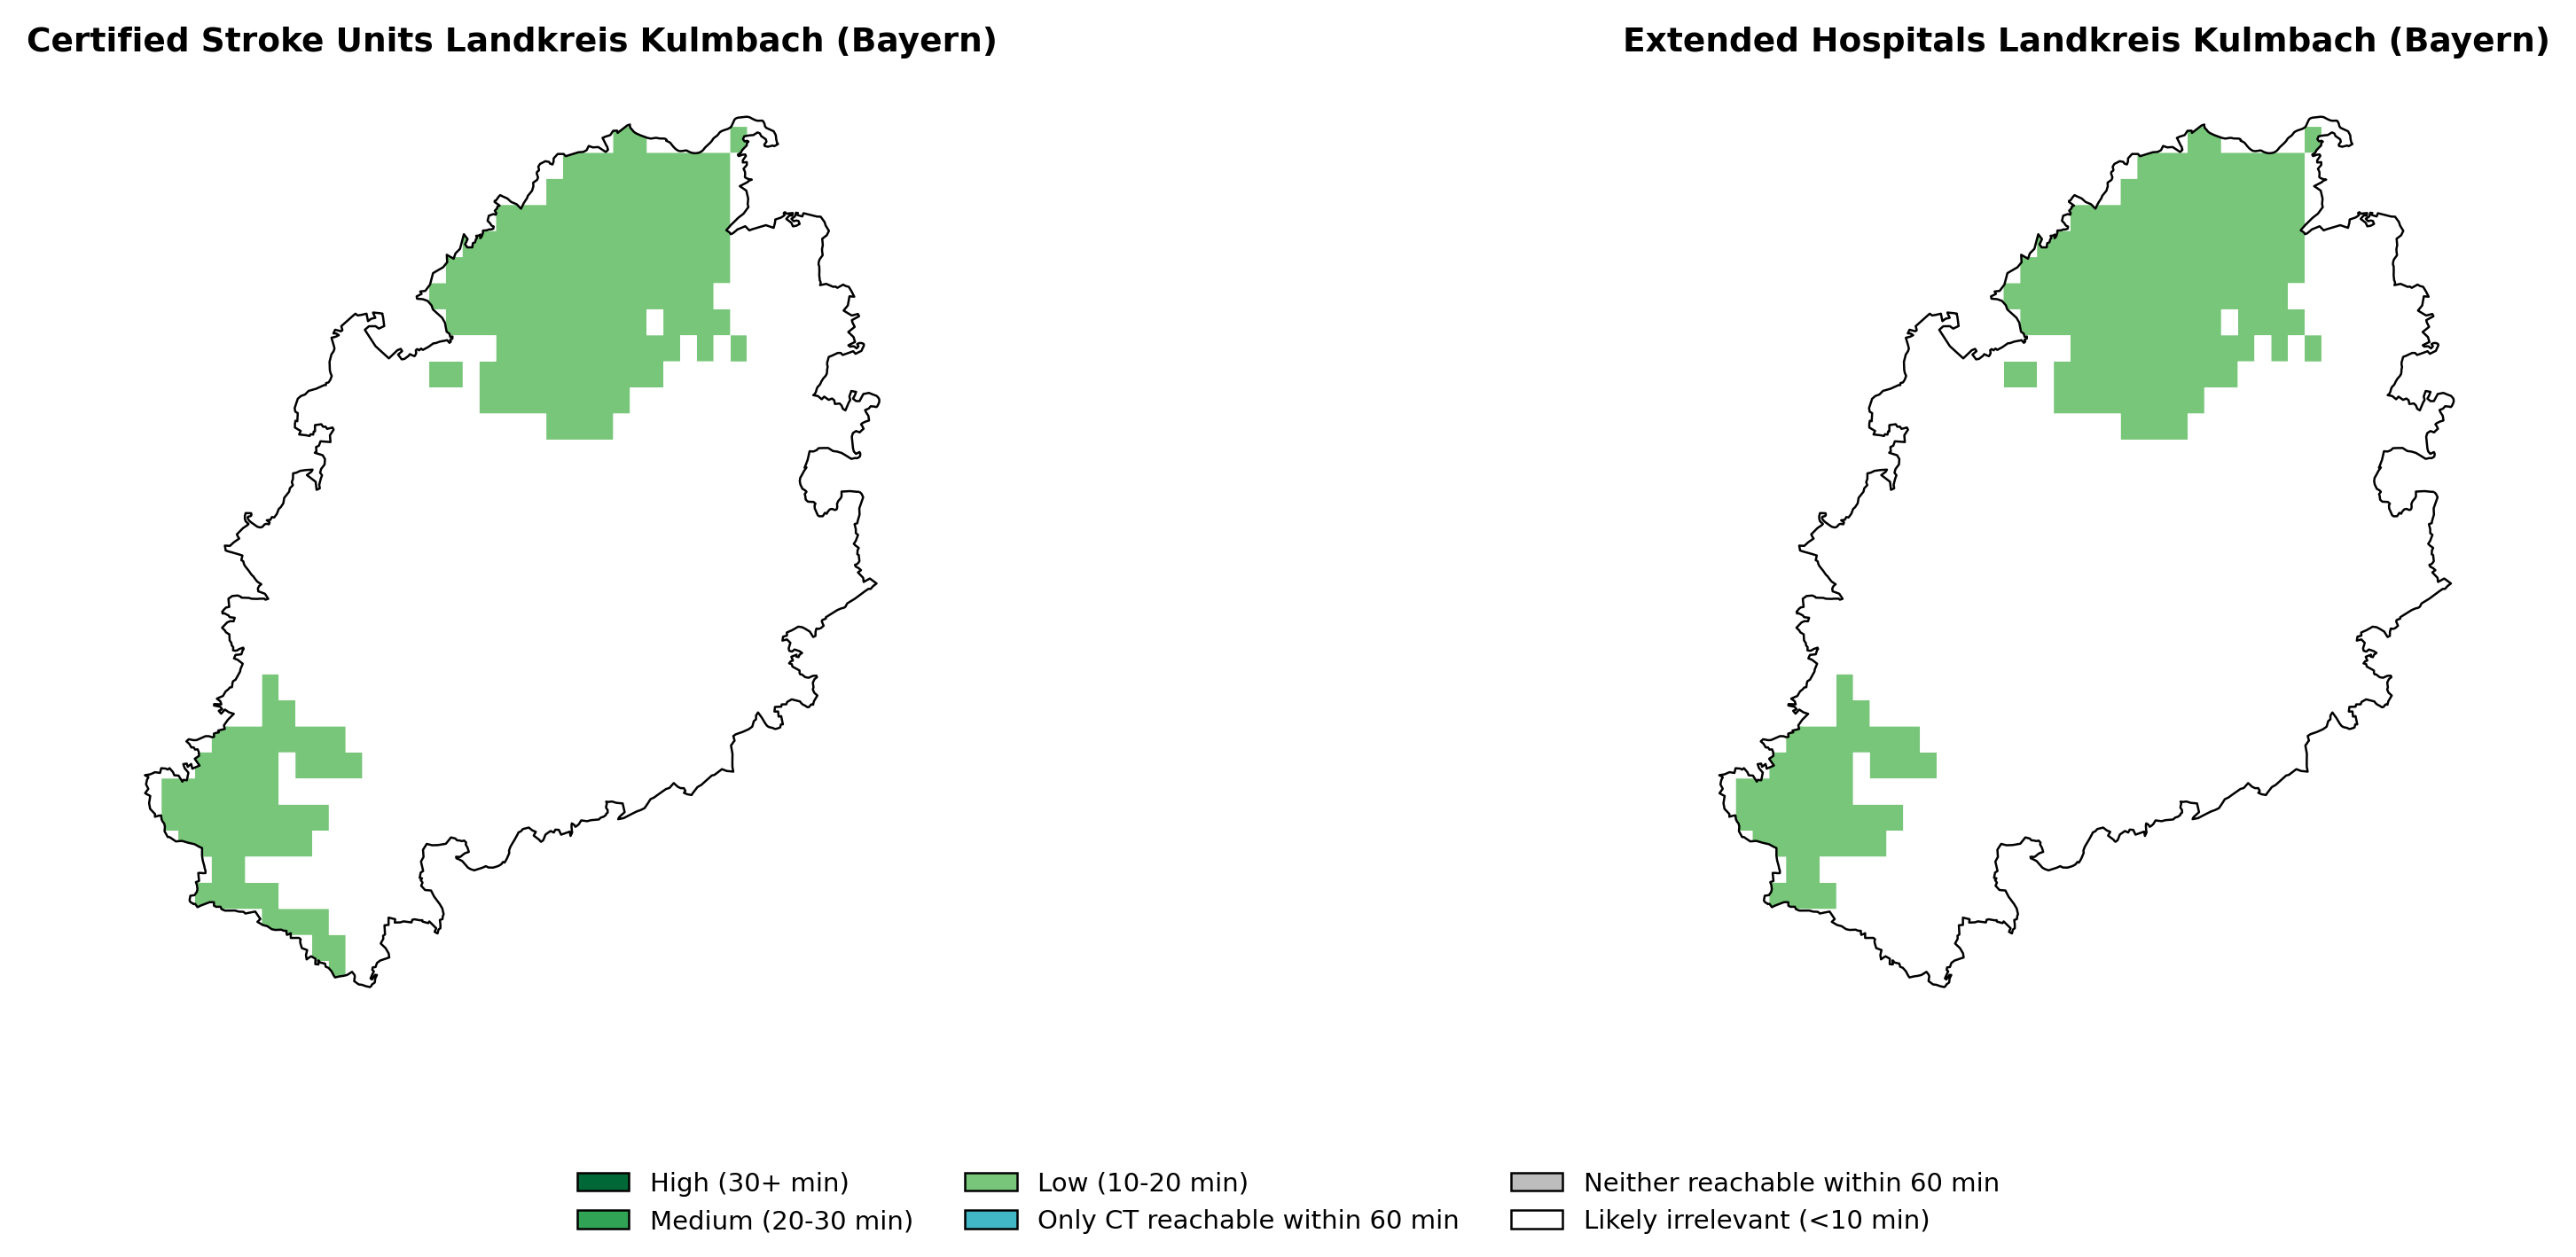 Certified Stroke Units Landkreis Kulmbach (Bayern)
Extended Hospitals Landkreis Kulmbach (Bayern)
High (30+ min)
Medium (20-30 min)
Low (10-20 min)
Only CT reachable within 60 min
Neither reachable within 60 min
Likely irrelevant (<10 min)